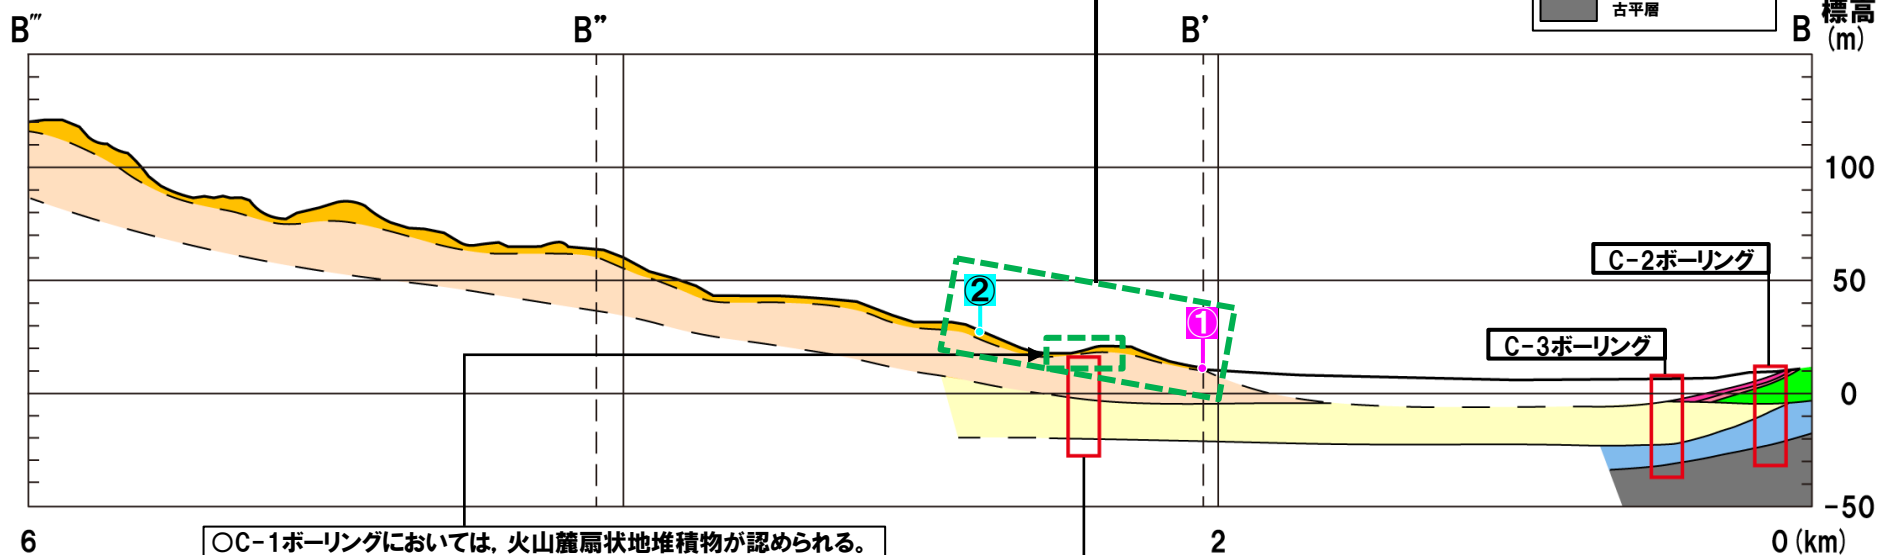 古平層
標高
(m)
B‴
B″
B′
B
100
50
0
-50
C-2ボーリング
C-3ボーリング
②
①
6
2
0(km)
○C-1ボーリングにおいては，火山麓扇状地堆積物が認められる。